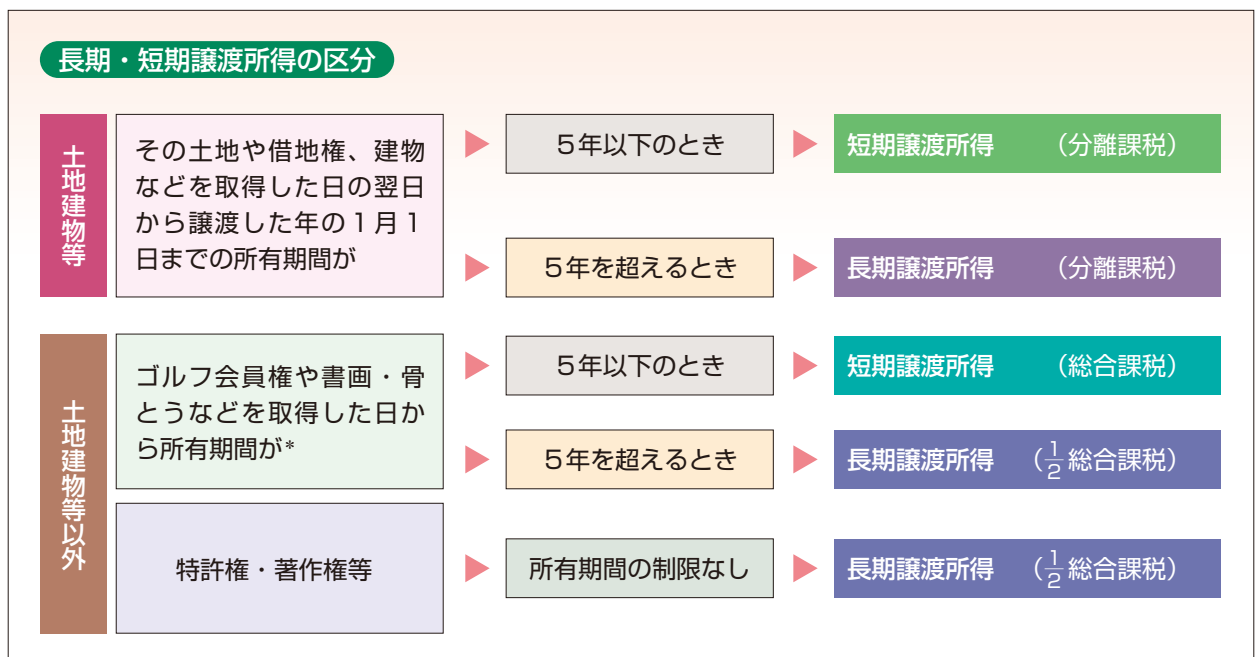 長期・短期譲渡所得の区分
土地建物等
その土地や借地権、建物
などを取得した日の翌日
から譲渡した年の1月1
日までの所有期間が
5年以下のとき
短期譲渡所得 (分離課税)
5年を超えるとき
長期譲渡所得 (分離課税)
土地建物等以外
ゴルフ会員権や書画・骨
とうなどを取得した日か
ら所有期間が*
5年以下のとき
短期譲渡所得 (総合課税)
5年を超えるとき
長期譲渡所得 (1/2総合課税)
特許権・著作権等
所有期間の制限なし
長期譲渡所得 (1/2総合課税)